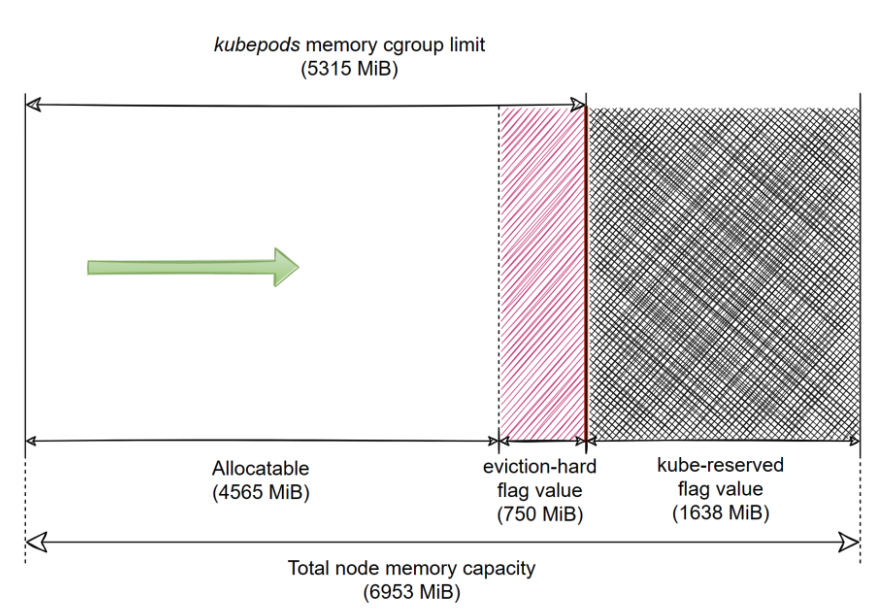 kubepods memory cgroup limit
(5315 MiB)
Allocatable
(4565 MiB)
eviction-hard
flag value
(750 MiB)
kube-reserved
flag value
(1638 MiB)
Total node memory capacity
(6953 MiB)